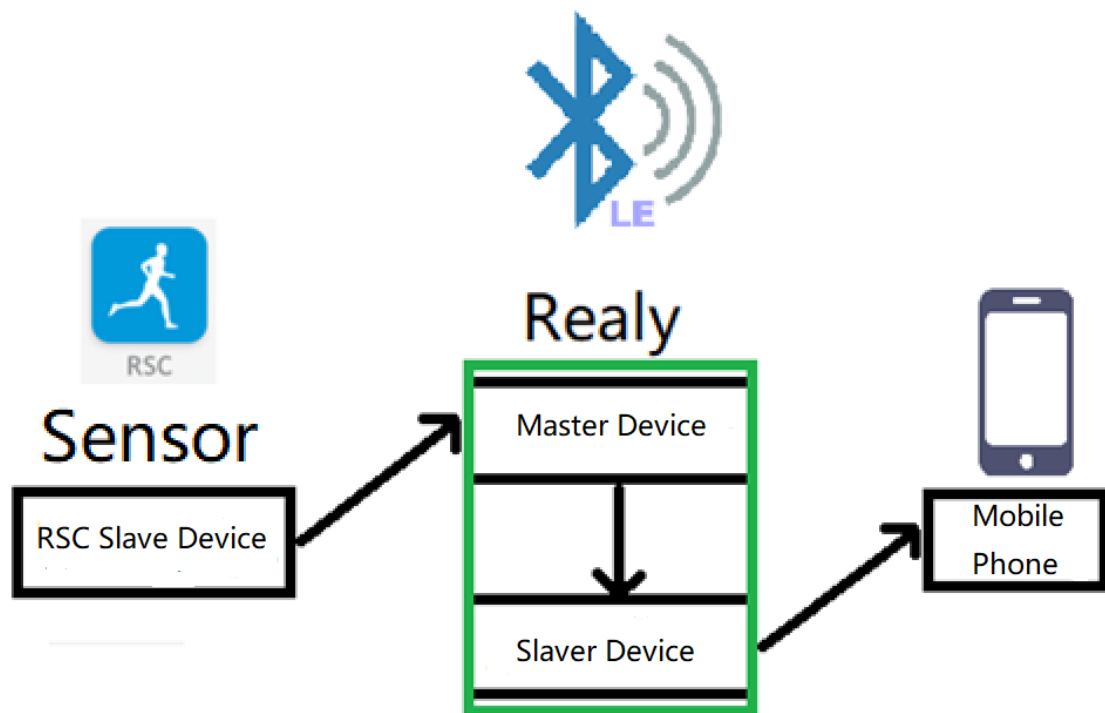 LE
RSC
Sensor
RSC Slave Device
Realy
Master Device
Slaver Device
Mobile
Phone